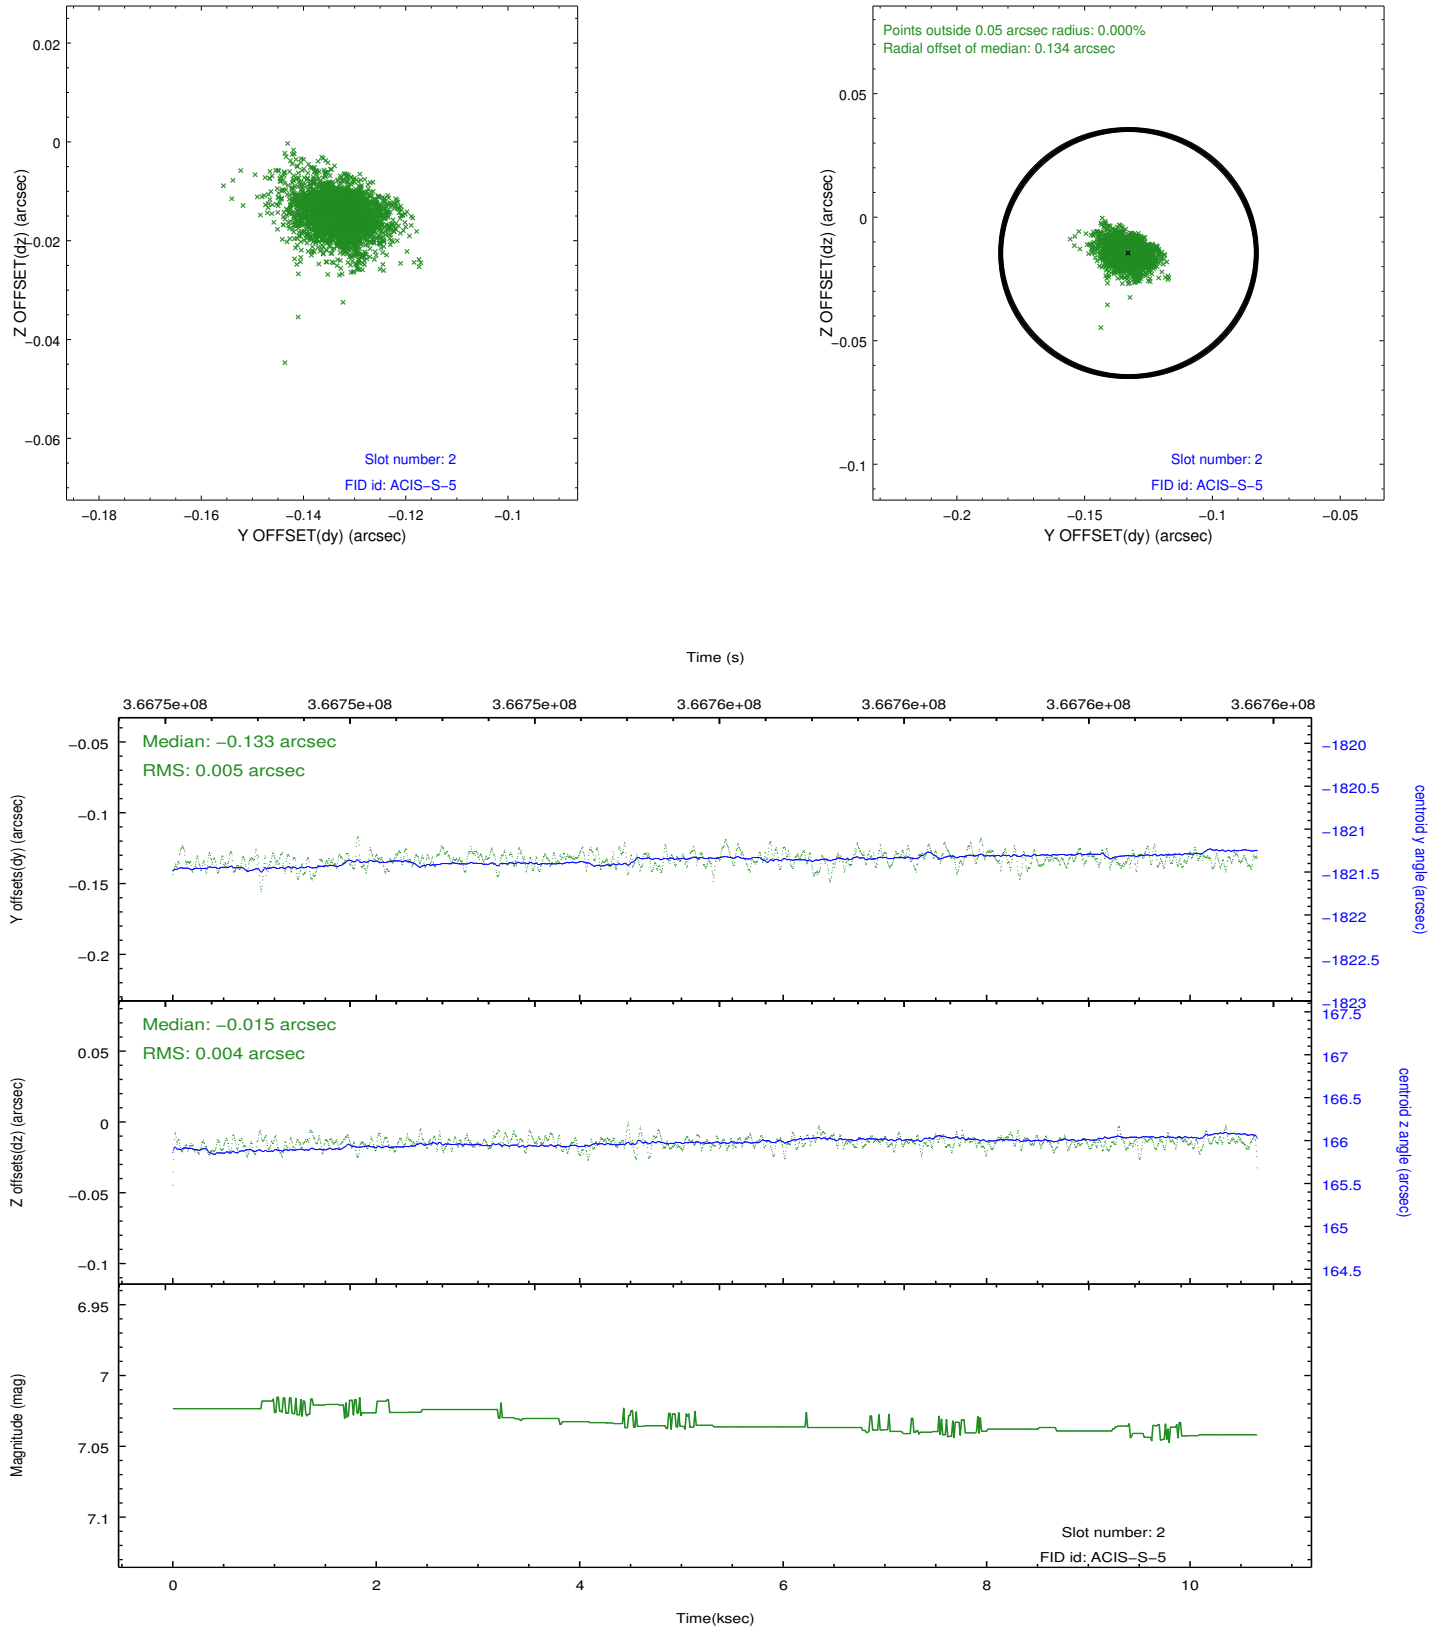 0.02
0
−0.02
−0.04
−0.06
Z OFFSET(dz) (arcsec)
Slot number: 2
FID id: ACIS−S−5
−0.18
−0.16
−0.14
−0.12
−0.1
Y OFFSET(dy) (arcsec)
Points outside 0.05 arcsec radius: 0.000%
Radial offset of median: 0.134 arcsec
0.05
0
−0.05
−0.1
Z OFFSET(dz) (arcsec)
Slot number: 2
FID id: ACIS−S−5
−0.2
−0.15
−0.1
−0.05
Y OFFSET(dy) (arcsec)
Time (s)
3.6675e+08
3.6675e+08
3.6675e+08
3.6676e+08
3.6676e+08
3.6676e+08
3.6676e+08
Median: −0.133 arcsec
RMS: 0.005 arcsec
−0.05
−0.1
−0.15
−0.2
Y offsets(dy) (arcsec)
−1820
−1820.5
−1821
−1821.5
−1822
−1822.5
−1823
centroid y angle (arcsec)
Median: −0.015 arcsec
RMS: 0.004 arcsec
0.05
0
−0.05
−0.1
Z offsets(dz) (arcsec)
167.5
167
166.5
166
165.5
165
164.5
centroid z angle (arcsec)
6.95
7
7.05
7.1
Magnitude (mag)
Slot number: 2
FID id: ACIS−S−5
0
2
4
6
8
10
Time(ksec)